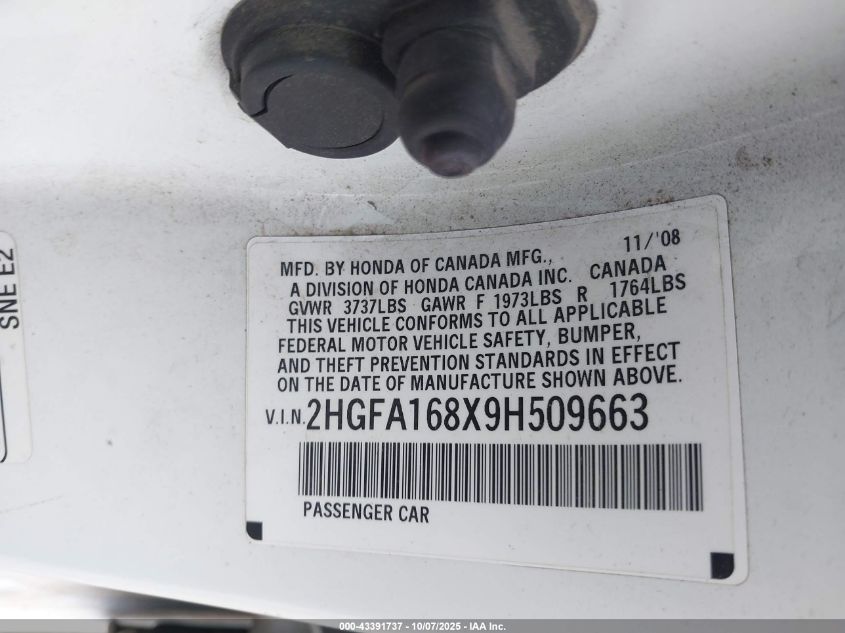 SNE E2
11/'08
MFD. BY HONDA OF CANADA MFG.,
A DIVISION OF HONDA CANADA INC. CANADA
GVWR 3737LBS GAWR F 1973LBS R 1764LBS
THIS VEHICLE CONFORMS TO ALL APPLICABLE
FEDERAL MOTOR VEHICLE SAFETY, BUMPER,
AND THEFT PREVENTION STANDARDS IN EFFECT
ON THE DATE OF MANUFACTURE SHOWN ABOVE.
V.I.N. 2HGFA168X9H509663
PASSENGER CAR
000-43391737 - 10/07/2025 - IAA Inc.